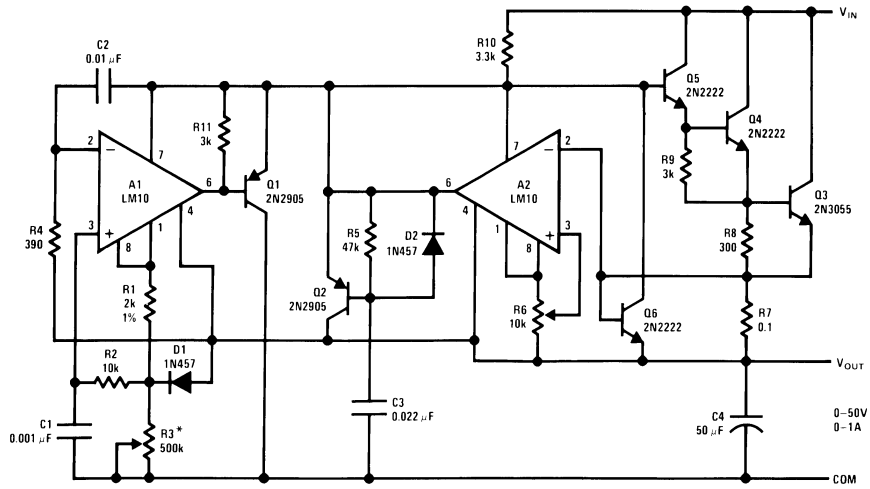 V_IN
R10
3.3k
C2
0.01 μF
Q5
2N2222
Q4
2N2222
R11
3k
2
−
7
A1
LM10
6
3
+
8
1
4
Q1
2N2905
7
2
−
6
A2
LM10
4
1
8
+
3
R9
3k
Q3
2N3055
R4
390
R5
47k
D2
1N457
R8
300
R1
2k
1%
Q2
2N2905
R6
10k
Q6
2N2222
R7
0.1
R2
10k
D1
1N457
V_OUT
C1
0.001 μF
R3*
500k
C3
0.022 μF
C4
50 μF
0–50V
0–1A
COM